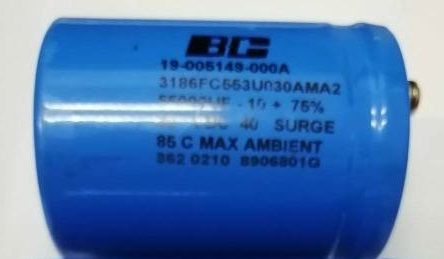 BC
19-005149-000A
3186FC553U030AMA2
55000UF - 10 + 75%
40 SURGE
85 C MAX AMBIENT
862 0210 8906801G